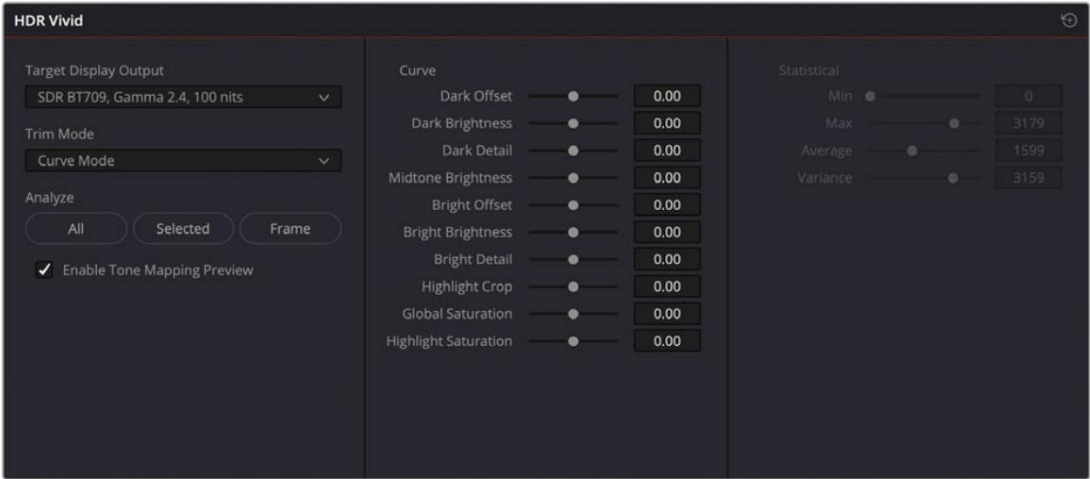 HDR Vivid
Target Display Output
SDR BT709, Gamma 2.4, 100 nits
Trim Mode
Curve Mode
Analyze
All
Selected
Frame
Enable Tone Mapping Preview
Curve
Dark Offset 0.00
Dark Brightness 0.00
Dark Detail 0.00
Midtone Brightness 0.00
Bright Offset 0.00
Bright Brightness 0.00
Bright Detail 0.00
Highlight Crop 0.00
Global Saturation 0.00
Highlight Saturation 0.00
Statistical
Min 0
Max 3179
Average 1599
Variance 3159